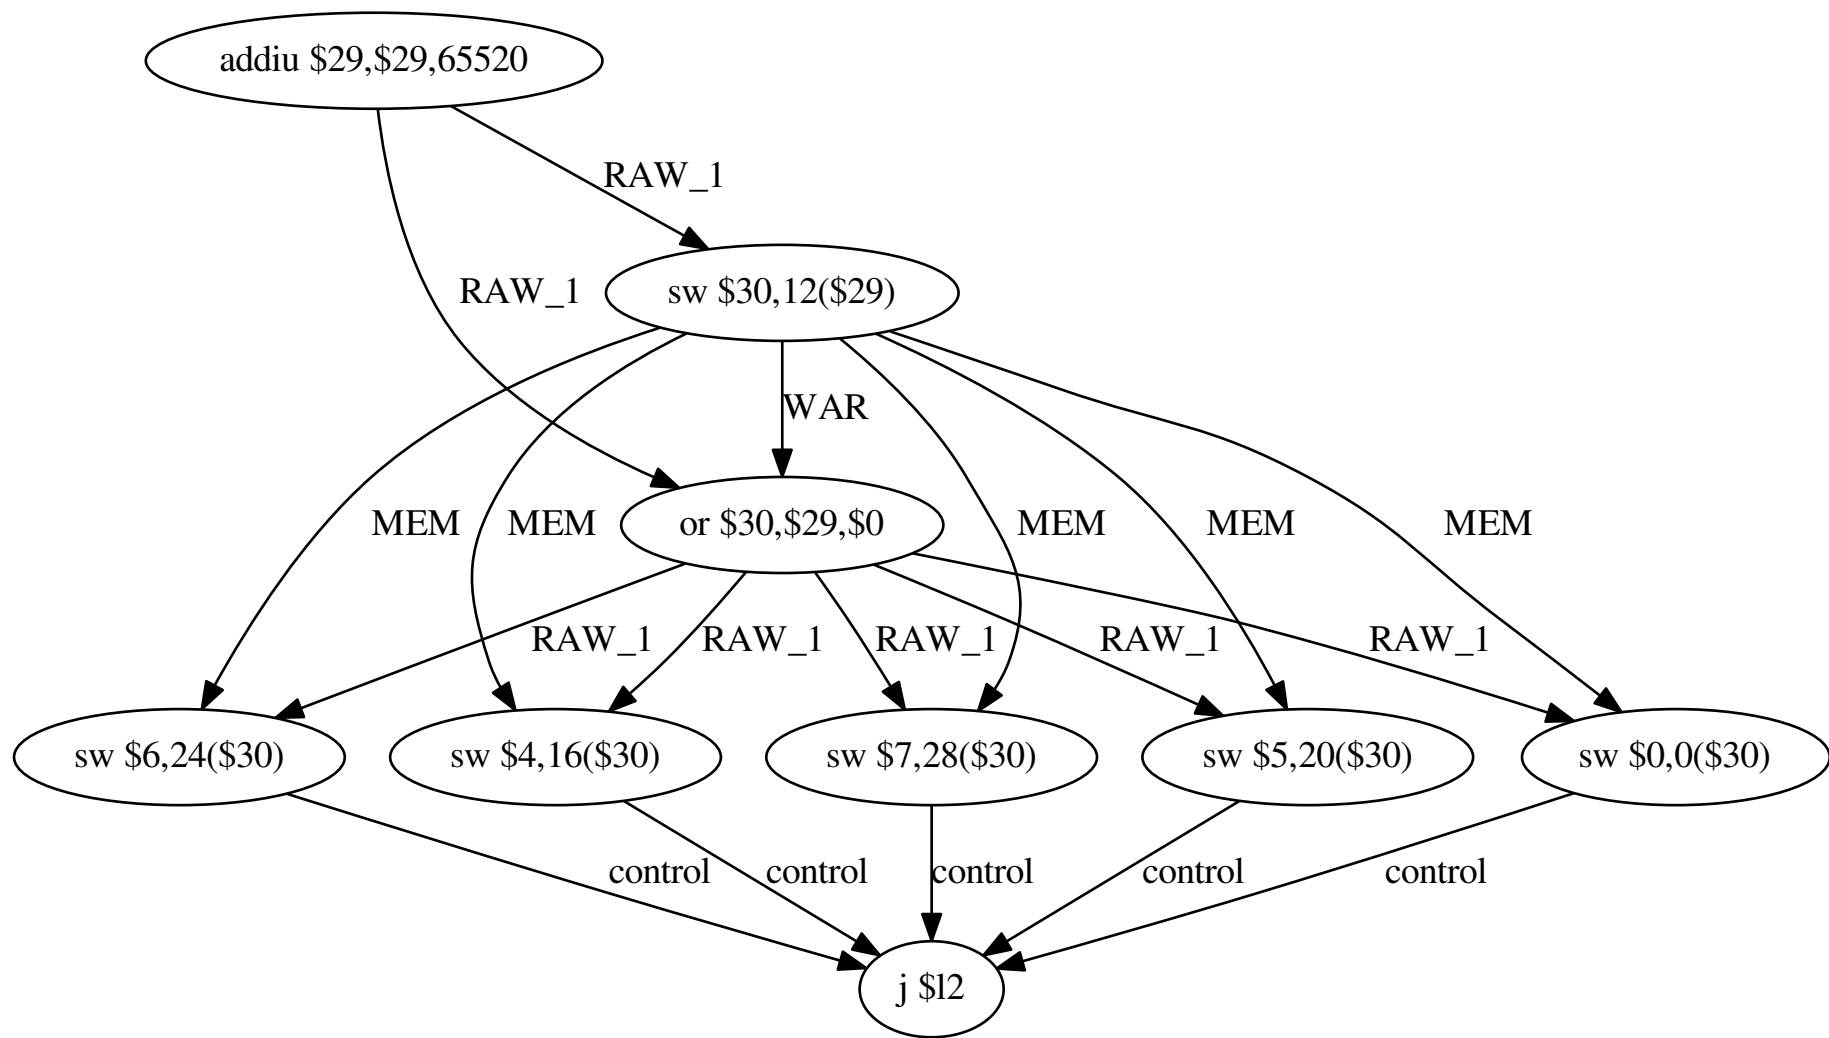 addiu $29,$29,65520
RAW_1
sw $30,12($29)
RAW_1
WAR
MEM
MEM
or $30,$29,$0
MEM
MEM
MEM
RAW_1
RAW_1
RAW_1
RAW_1
RAW_1
sw $6,24($30)
sw $4,16($30)
sw $7,28($30)
sw $5,20($30)
sw $0,0($30)
control
control
control
control
control
j $l2